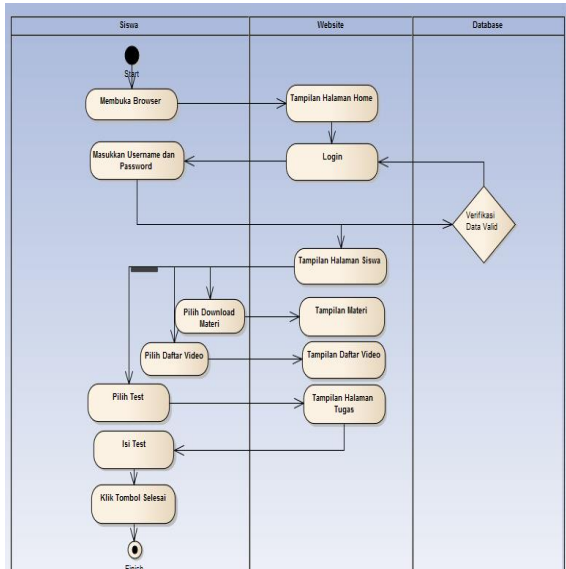 Siswa
Website
Database
Start
Membuka Browser
Tampilan Halaman Home
Masukkan Username dan
Password
Login
Verifikasi
Data Valid
Tampilan Halaman Siswa
Pilih Download
Materi
Tampilan Materi
Pilih Daftar Video
Tampilan Daftar Video
Pilih Test
Tampilan Halaman
Tugas
Isi Test
Klik Tombol Selesai
Finish